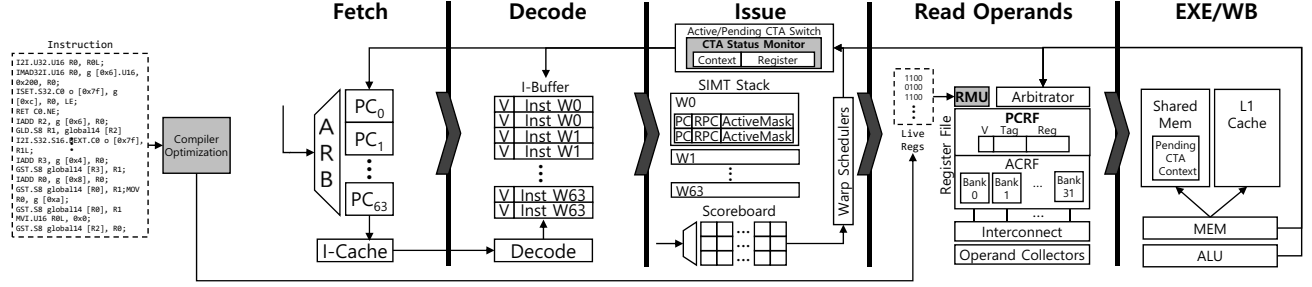 Fetch
Decode
Issue
Read Operands
EXE/WB
Instruction
I2I.U32.U16 R0, R0L;
IMAD32I.U16 R0, g [0x6].U16,
0x200, R0;
ISET.S32.C0 o [0x7f], g
[0xc], R0, LE;
RET C0.NE;
IADD R2, g [0x6], R0;
GLD.S8 R1, global14 [R2]
I2I.S32.S16.BEXT.C0 o [0x7f],
R1L;
IADD R3, g [0x4], R0;
GST.S8 global14 [R3], R1;
IADD R0, g [0x8], R0;
GST.S8 global14 [R0], R1;MOV
R0, g [0xa];
GST.S8 global14 [R0], R1
MVI.U16 R0L, 0x0;
GST.S8 global14 [R2], R0;
Compiler
Optimization
ARB
PC0
PC1
PC63
I-Cache
I-Buffer
V Inst W0
V Inst W0
V Inst W1
V Inst W1
V Inst W63
V Inst W63
Decode
Active/Pending CTA Switch
CTA Status Monitor
Context Register
SIMT Stack
W0
PC RPC ActiveMask
PC RPC ActiveMask
W1
W63
Scoreboard
... ...
Warp Schedulers
1100
0100
1100
Live
Regs
RMU
Arbitrator
Register File
PCRF
V Tag Reg
ACRF
Bank 0
Bank 1
...
Bank 31
...
Interconnect
Operand Collectors
Shared
Mem
Pending
CTA
Context
L1
Cache
MEM
ALU